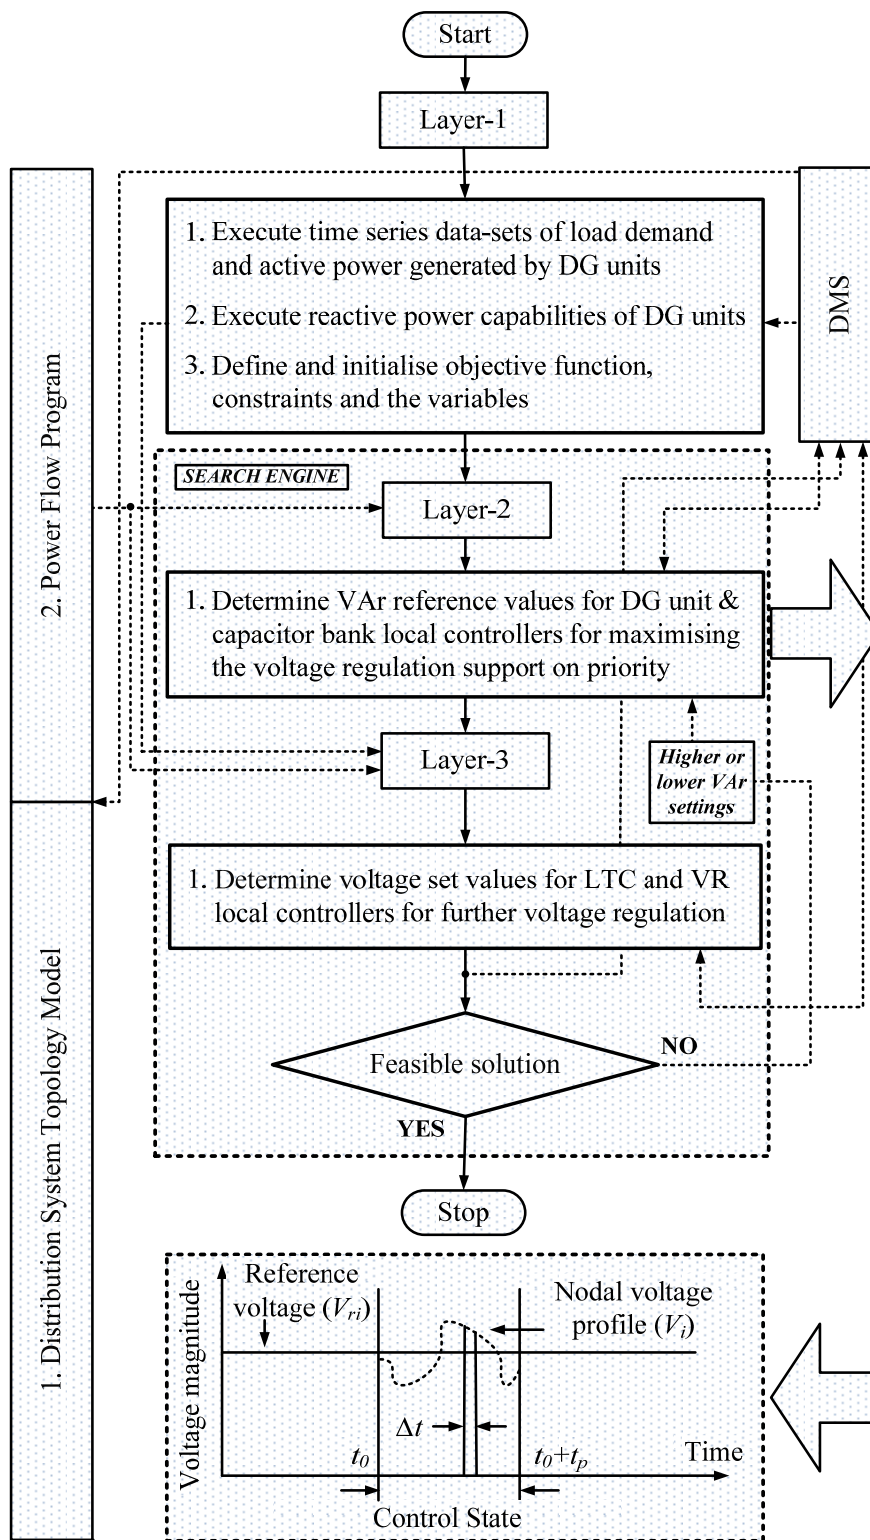 Start
Layer-1
1. Execute time series data-sets of load demand
and active power generated by DG units
2. Execute reactive power capabilities of DG units
3. Define and initialise objective function,
constraints and the variables
DMS
2. Power Flow Program
1. Distribution System Topology Model
SEARCH ENGINE
Layer-2
1. Determine VAr reference values for DG unit &
capacitor bank local controllers for maximising
the voltage regulation support on priority
Layer-3
Higher or
lower VAr
settings
1. Determine voltage set values for LTC and VR
local controllers for further voltage regulation
Feasible solution
NO
YES
Stop
Voltage magnitude
Reference
voltage (Vri)
Nodal voltage
profile (Vi)
Δt
t0
t0+tp
Time
Control State